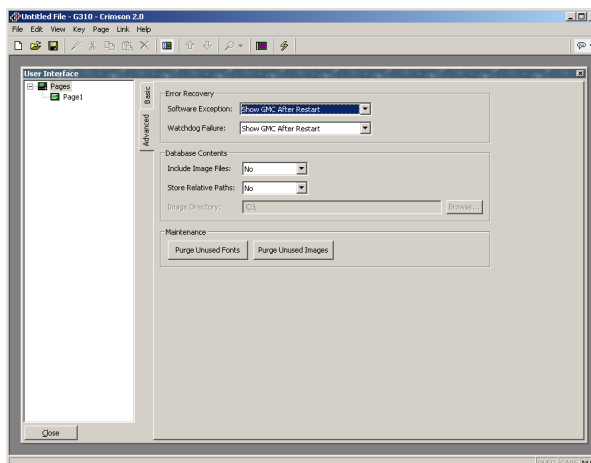 Untitled File - G310 - Crimson 2.0
File Edit View Key Page Link Help
User Interface
Pages
Page1
Basic
Advanced
Error Recovery
Software Exception: Show GMC After Restart
Watchdog Failure: Show GMC After Restart
Database Contents
Include Image Files: No
Store Relative Paths: No
Image Directory: C:\ Browse...
Maintenance
Purge Unused Fonts Purge Unused Images
Close